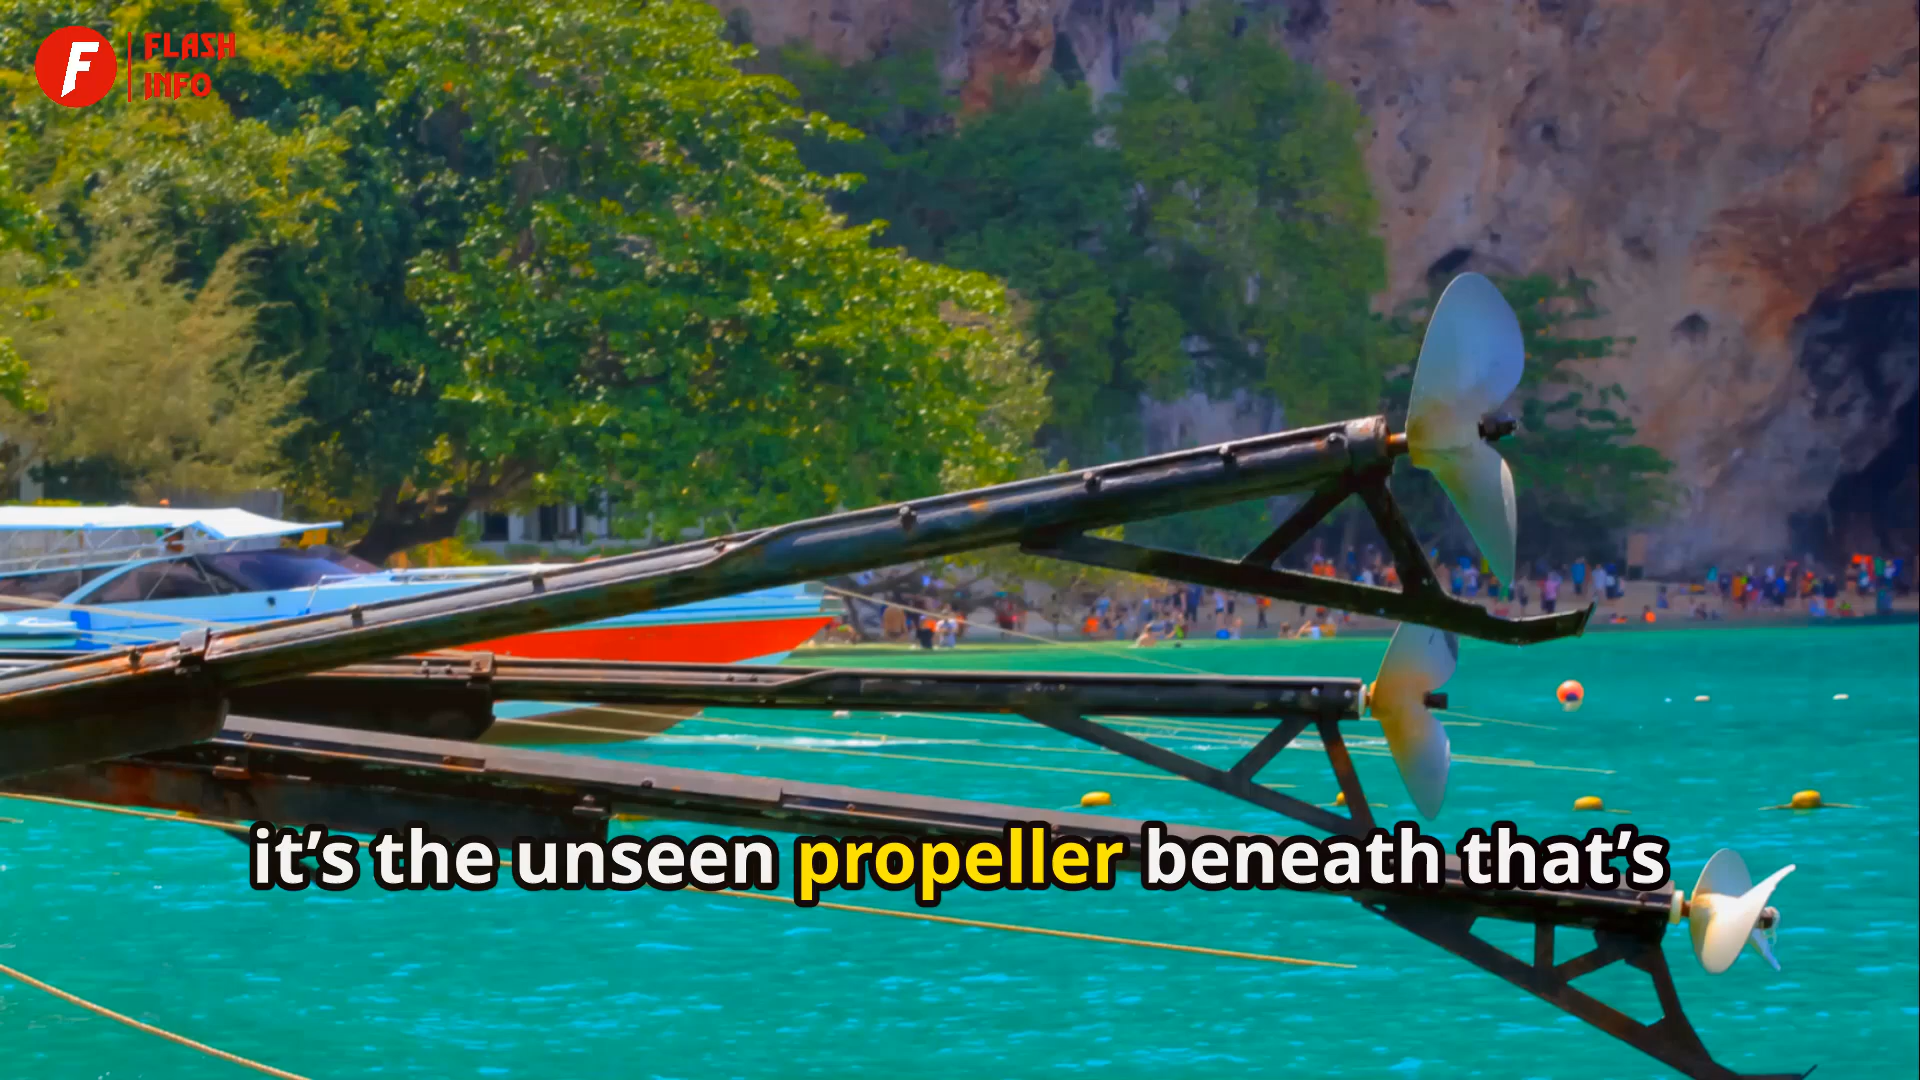 F
FLASH
INFO
it’s the unseen propeller beneath that’s